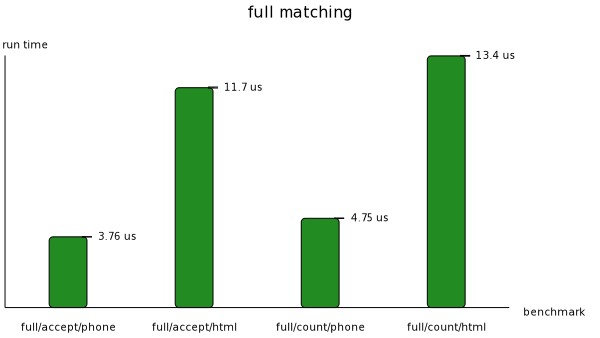 full matching
run time
13.4 us
11.7 us
4.75 us
3.76 us
benchmark
full/accept/phone
full/accept/html
full/count/phone
full/count/html